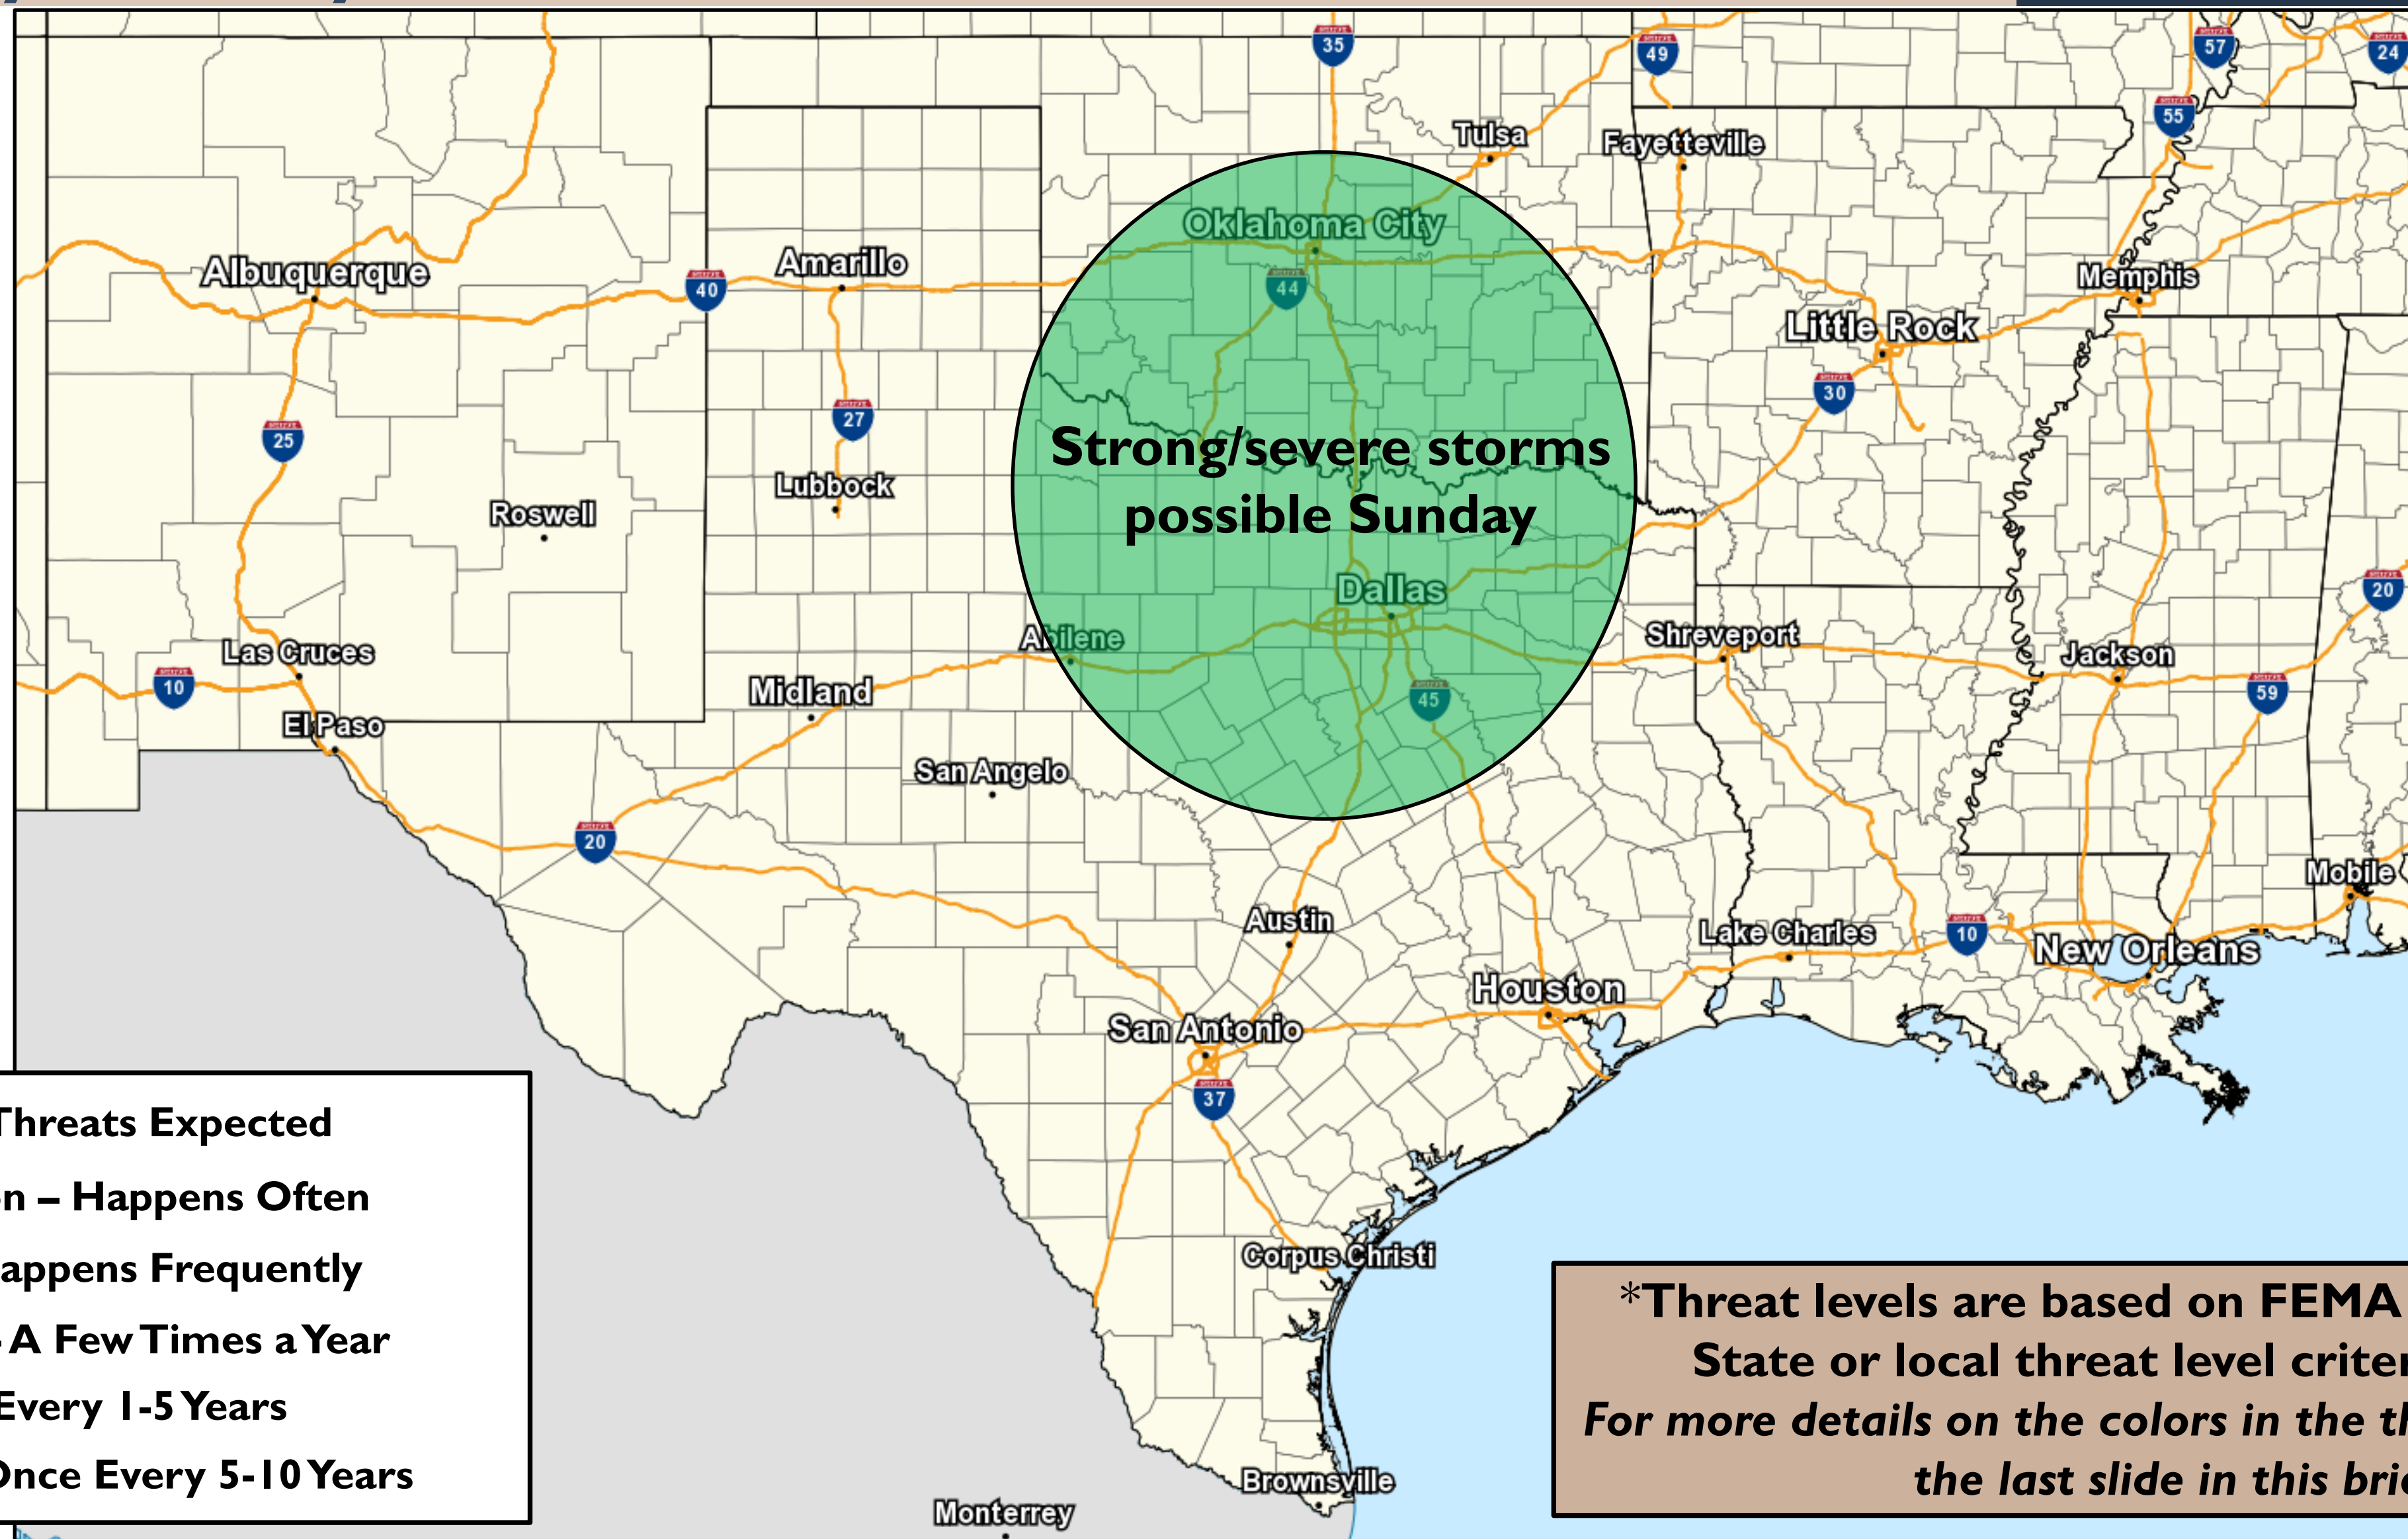 35
49
57
24
55
Tulsa
Fayetteville
Oklahoma City
Albuquerque
Amarillo
40
44
Memphis
Little Rock
30
27
25
Strong/severe storms
possible Sunday
Lubbock
Roswell
Dallas
20
Abilene
Shreveport
Las Cruces
Jackson
10
Midland
45
59
El Paso
San Angelo
20
Mobile
Austin
Lake Charles
10
New Orleans
Houston
San Antonio
37
Threats Expected
n – Happens Often
appens Frequently
- A Few Times a Year
Every 1-5 Years
Once Every 5-10 Years
Corpus Christi
Brownsville
Monterrey
*Threat levels are based on FEMA
State or local threat level criter
For more details on the colors in the th
the last slide in this brie